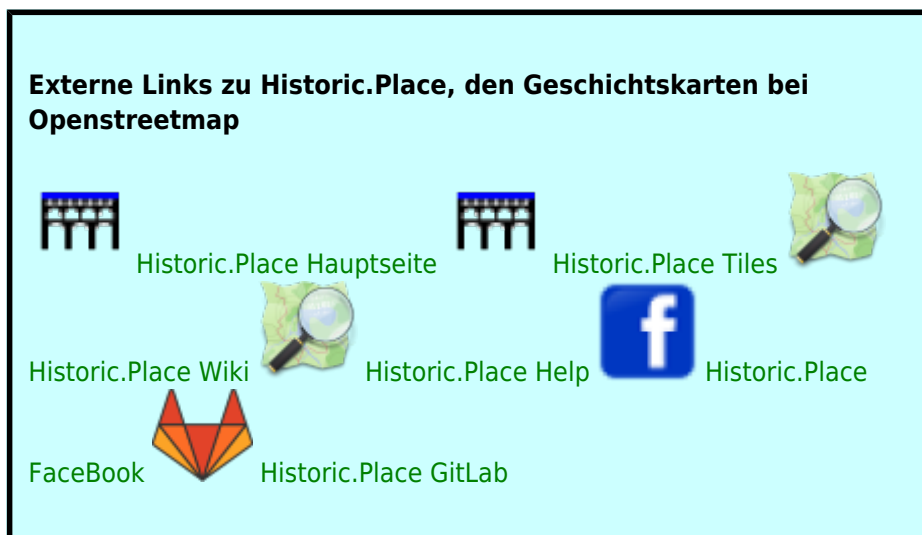 Externe Links zu Historic.Place, den Geschichtskarten bei
Openstreetmap
Historic.Place Hauptseite Historic.Place Tiles
Historic.Place Wiki Historic.Place Help Historic.Place
FaceBook Historic.Place GitLab